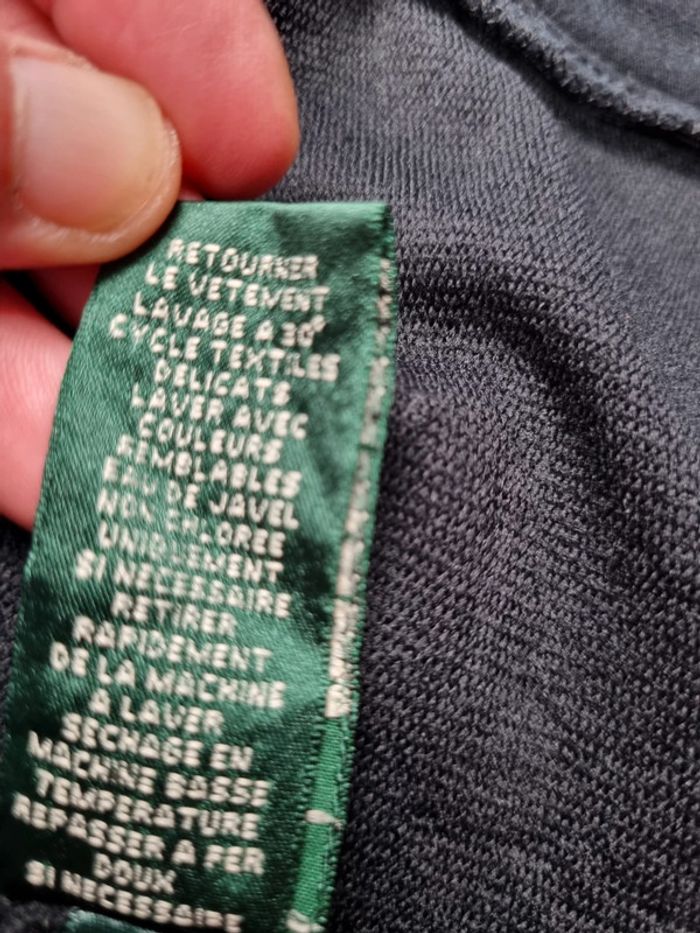 RETOURNER
LE VETEMENT
LAVAGE A 30°
CYCLE TEXTILES
DELICATS
LAVER AVEC
COULEURS
SEMBLABLES
EAU DE JAVEL
NON CHLOREE
UNIQUEMENT
SI NECESSAIRE
RETIRER
RAPIDEMENT
DE LA MACHINE
À LAVER
SECHAGE EN
MACHINE BASSE
TEMPERATURE
REPASSER A FER
DOUX
SI NECESSAIRE